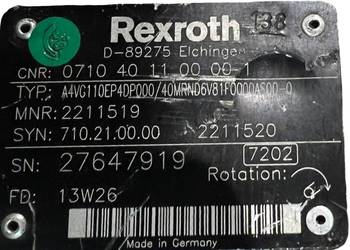 Rexroth 138
D-89275 Elchingen
CNR: 0710 40 11 00 00-1
TYP: A4VG110EP4DP000/40MRND6V81F0000AS00-0
MNR: 2211519
SYN: 710.21.00.00 2211520
SN: 27647919 7202
Rotation:
FD: 13W26
Made in Germany